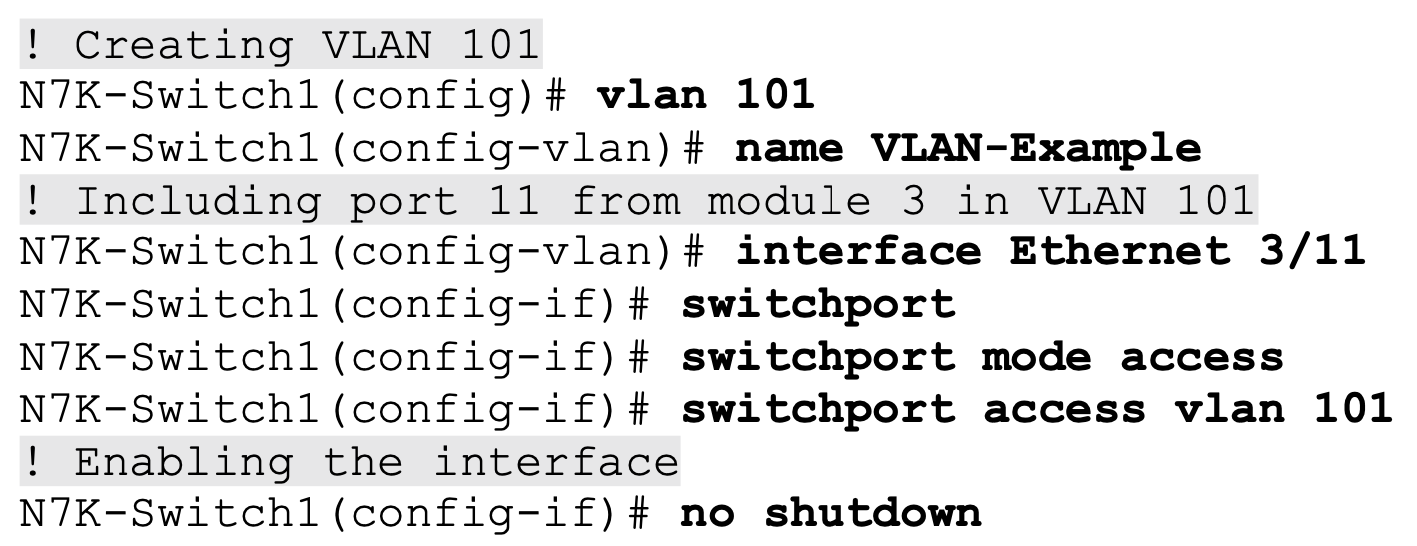 ! Creating VLAN 101
N7K-Switch1(config)# vlan 101
N7K-Switch1(config-vlan)# name VLAN-Example
! Including port 11 from module 3 in VLAN 101
N7K-Switch1(config-vlan)# interface Ethernet 3/11
N7K-Switch1(config-if)# switchport
N7K-Switch1(config-if)# switchport mode access
N7K-Switch1(config-if)# switchport access vlan 101
! Enabling the interface
N7K-Switch1(config-if)# no shutdown